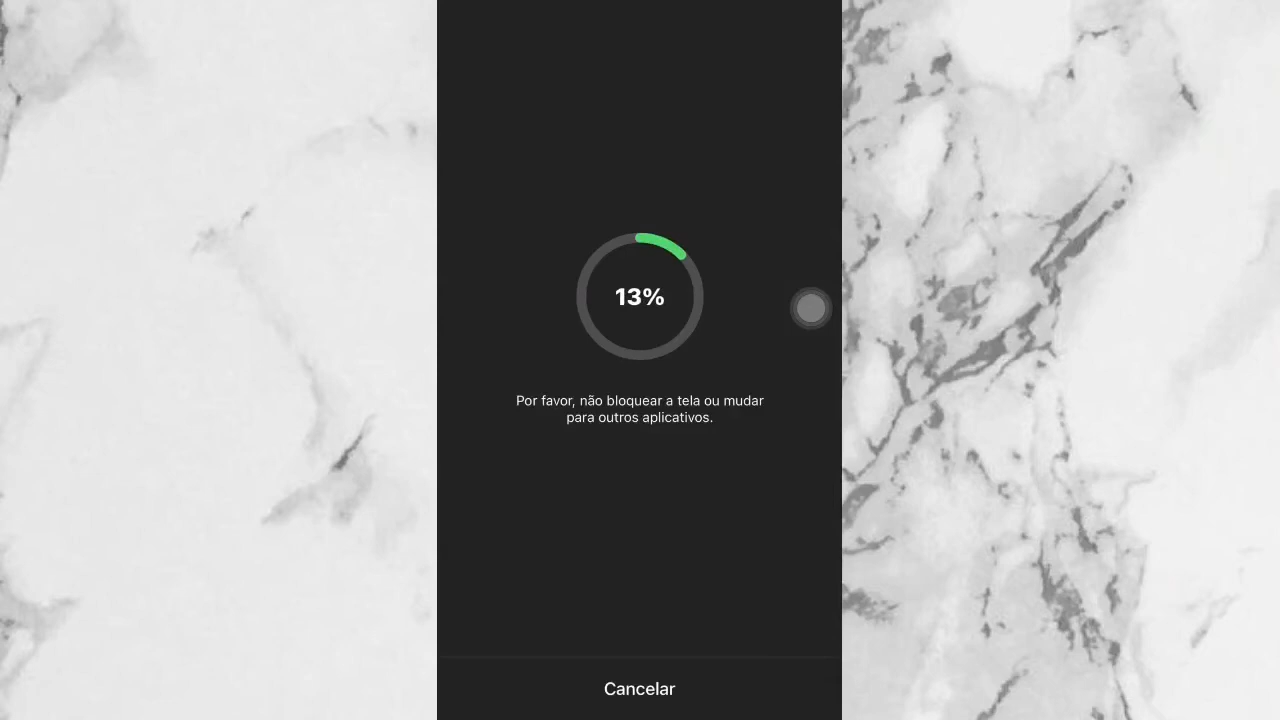 13%
Por favor, não bloquear a tela ou mudar
para outros aplicativos.
Cancelar